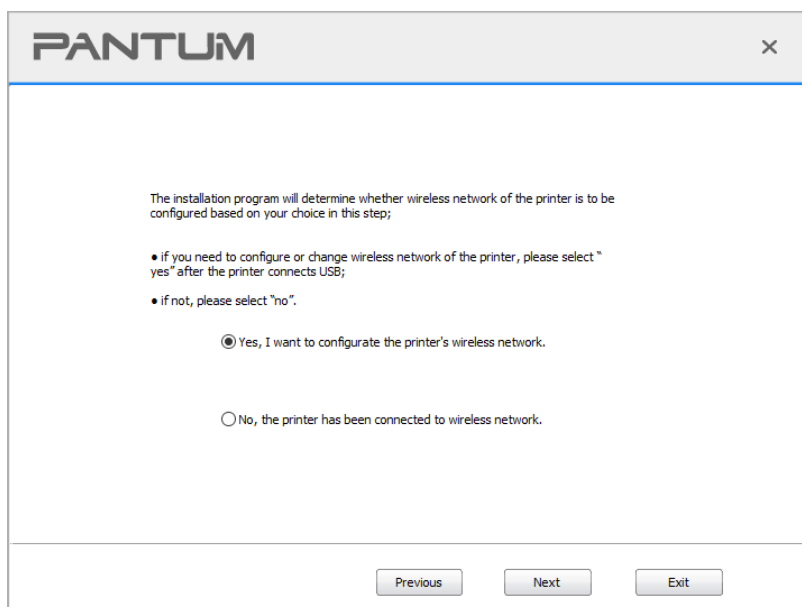 PANTUM
The installation program will determine whether wireless network of the printer is to be
configured based on your choice in this step;
● if you need to configure or change wireless network of the printer, please select “
yes” after the printer connects USB;
● if not, please select “no”.
Yes, I want to configurate the printer's wireless network.
No, the printer has been connected to wireless network.
Previous
Next
Exit